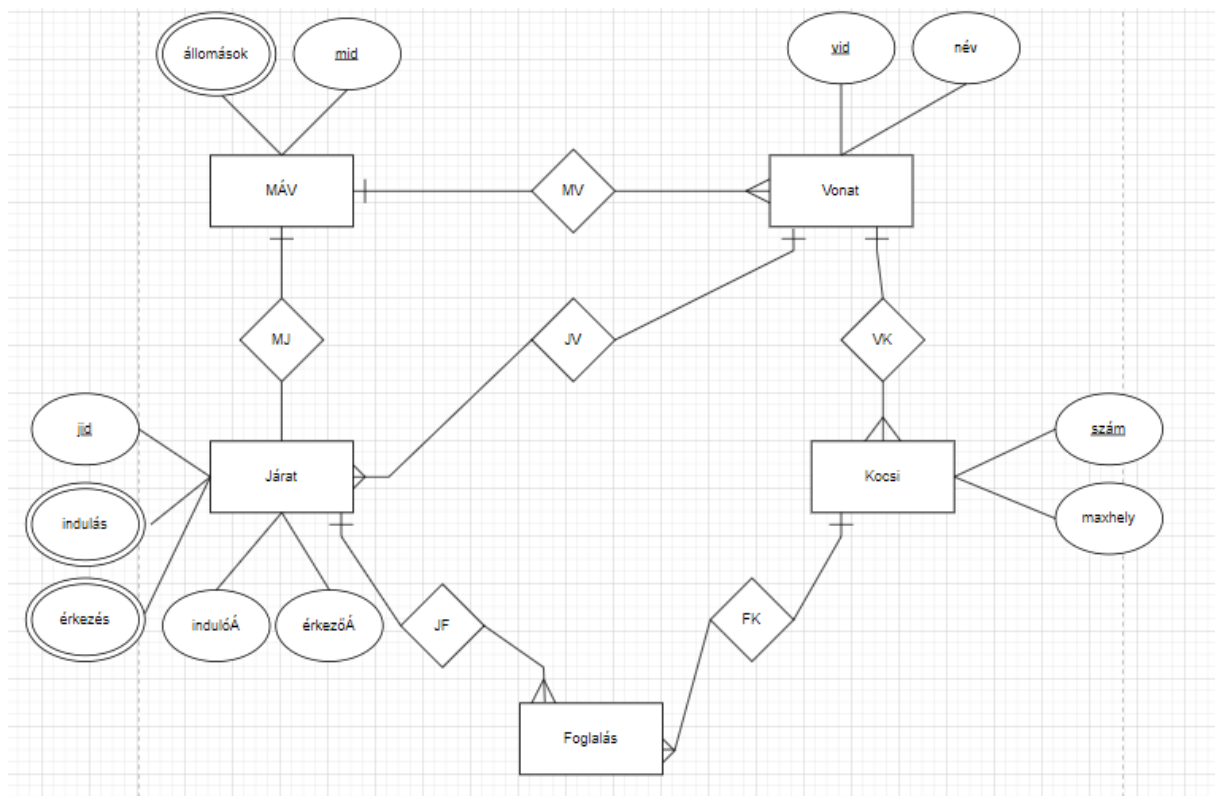 állomások
mid
vid
név
MÁV
MV
Vonat
MJ
JV
VK
jid
Járat
Kocsi
szám
indulás
maxhely
érkezés
indulóÁ
érkezőÁ
JF
FK
Foglalás